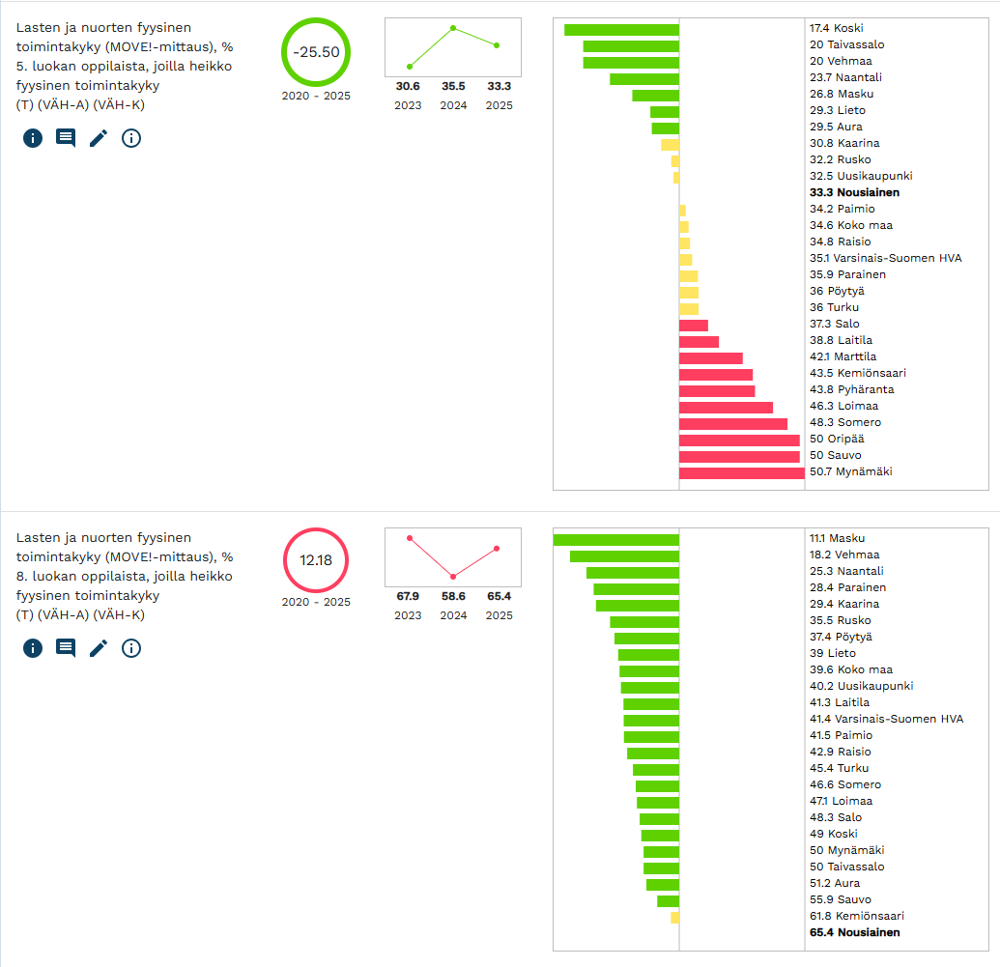 Lasten ja nuorten fyysinen
toimintakyky (MOVE!-mittaus), %
5. luokan oppilaista, joilla heikko
fyysinen toimintakyky
(T) (VÄH-A) (VÄH-K)
-25.50
2020 - 2025
30.6 35.5 33.3
2023 2024 2025
17.4 Koski
20 Taivassalo
20 Vehmaa
23.7 Naantali
26.8 Masku
29.3 Lieto
29.5 Aura
30.8 Kaarina
32.2 Rusko
32.5 Uusikaupunki
33.3 Nousiainen
34.2 Paimio
34.6 Koko maa
34.8 Raisio
35.1 Varsinais-Suomen HVA
35.9 Parainen
36 Pöytyä
36 Turku
37.3 Salo
38.8 Laitila
42.1 Marttila
43.5 Kemiönsaari
43.8 Pyhäranta
46.3 Loimaa
48.3 Somero
50 Oripää
50 Sauvo
50.7 Mynämäki
Lasten ja nuorten fyysinen
toimintakyky (MOVE!-mittaus), %
8. luokan oppilaista, joilla heikko
fyysinen toimintakyky
(T) (VÄH-A) (VÄH-K)
12.18
2020 - 2025
67.9 58.6 65.4
2023 2024 2025
11.1 Masku
18.2 Vehmaa
25.3 Naantali
28.4 Parainen
29.4 Kaarina
35.5 Rusko
37.4 Pöytyä
39 Lieto
39.6 Koko maa
40.2 Uusikaupunki
41.3 Laitila
41.4 Varsinais-Suomen HVA
41.5 Paimio
42.9 Raisio
45.4 Turku
46.6 Somero
47.1 Loimaa
48.3 Salo
49 Koski
50 Mynämäki
50 Taivassalo
51.2 Aura
55.9 Sauvo
61.8 Kemiönsaari
65.4 Nousiainen